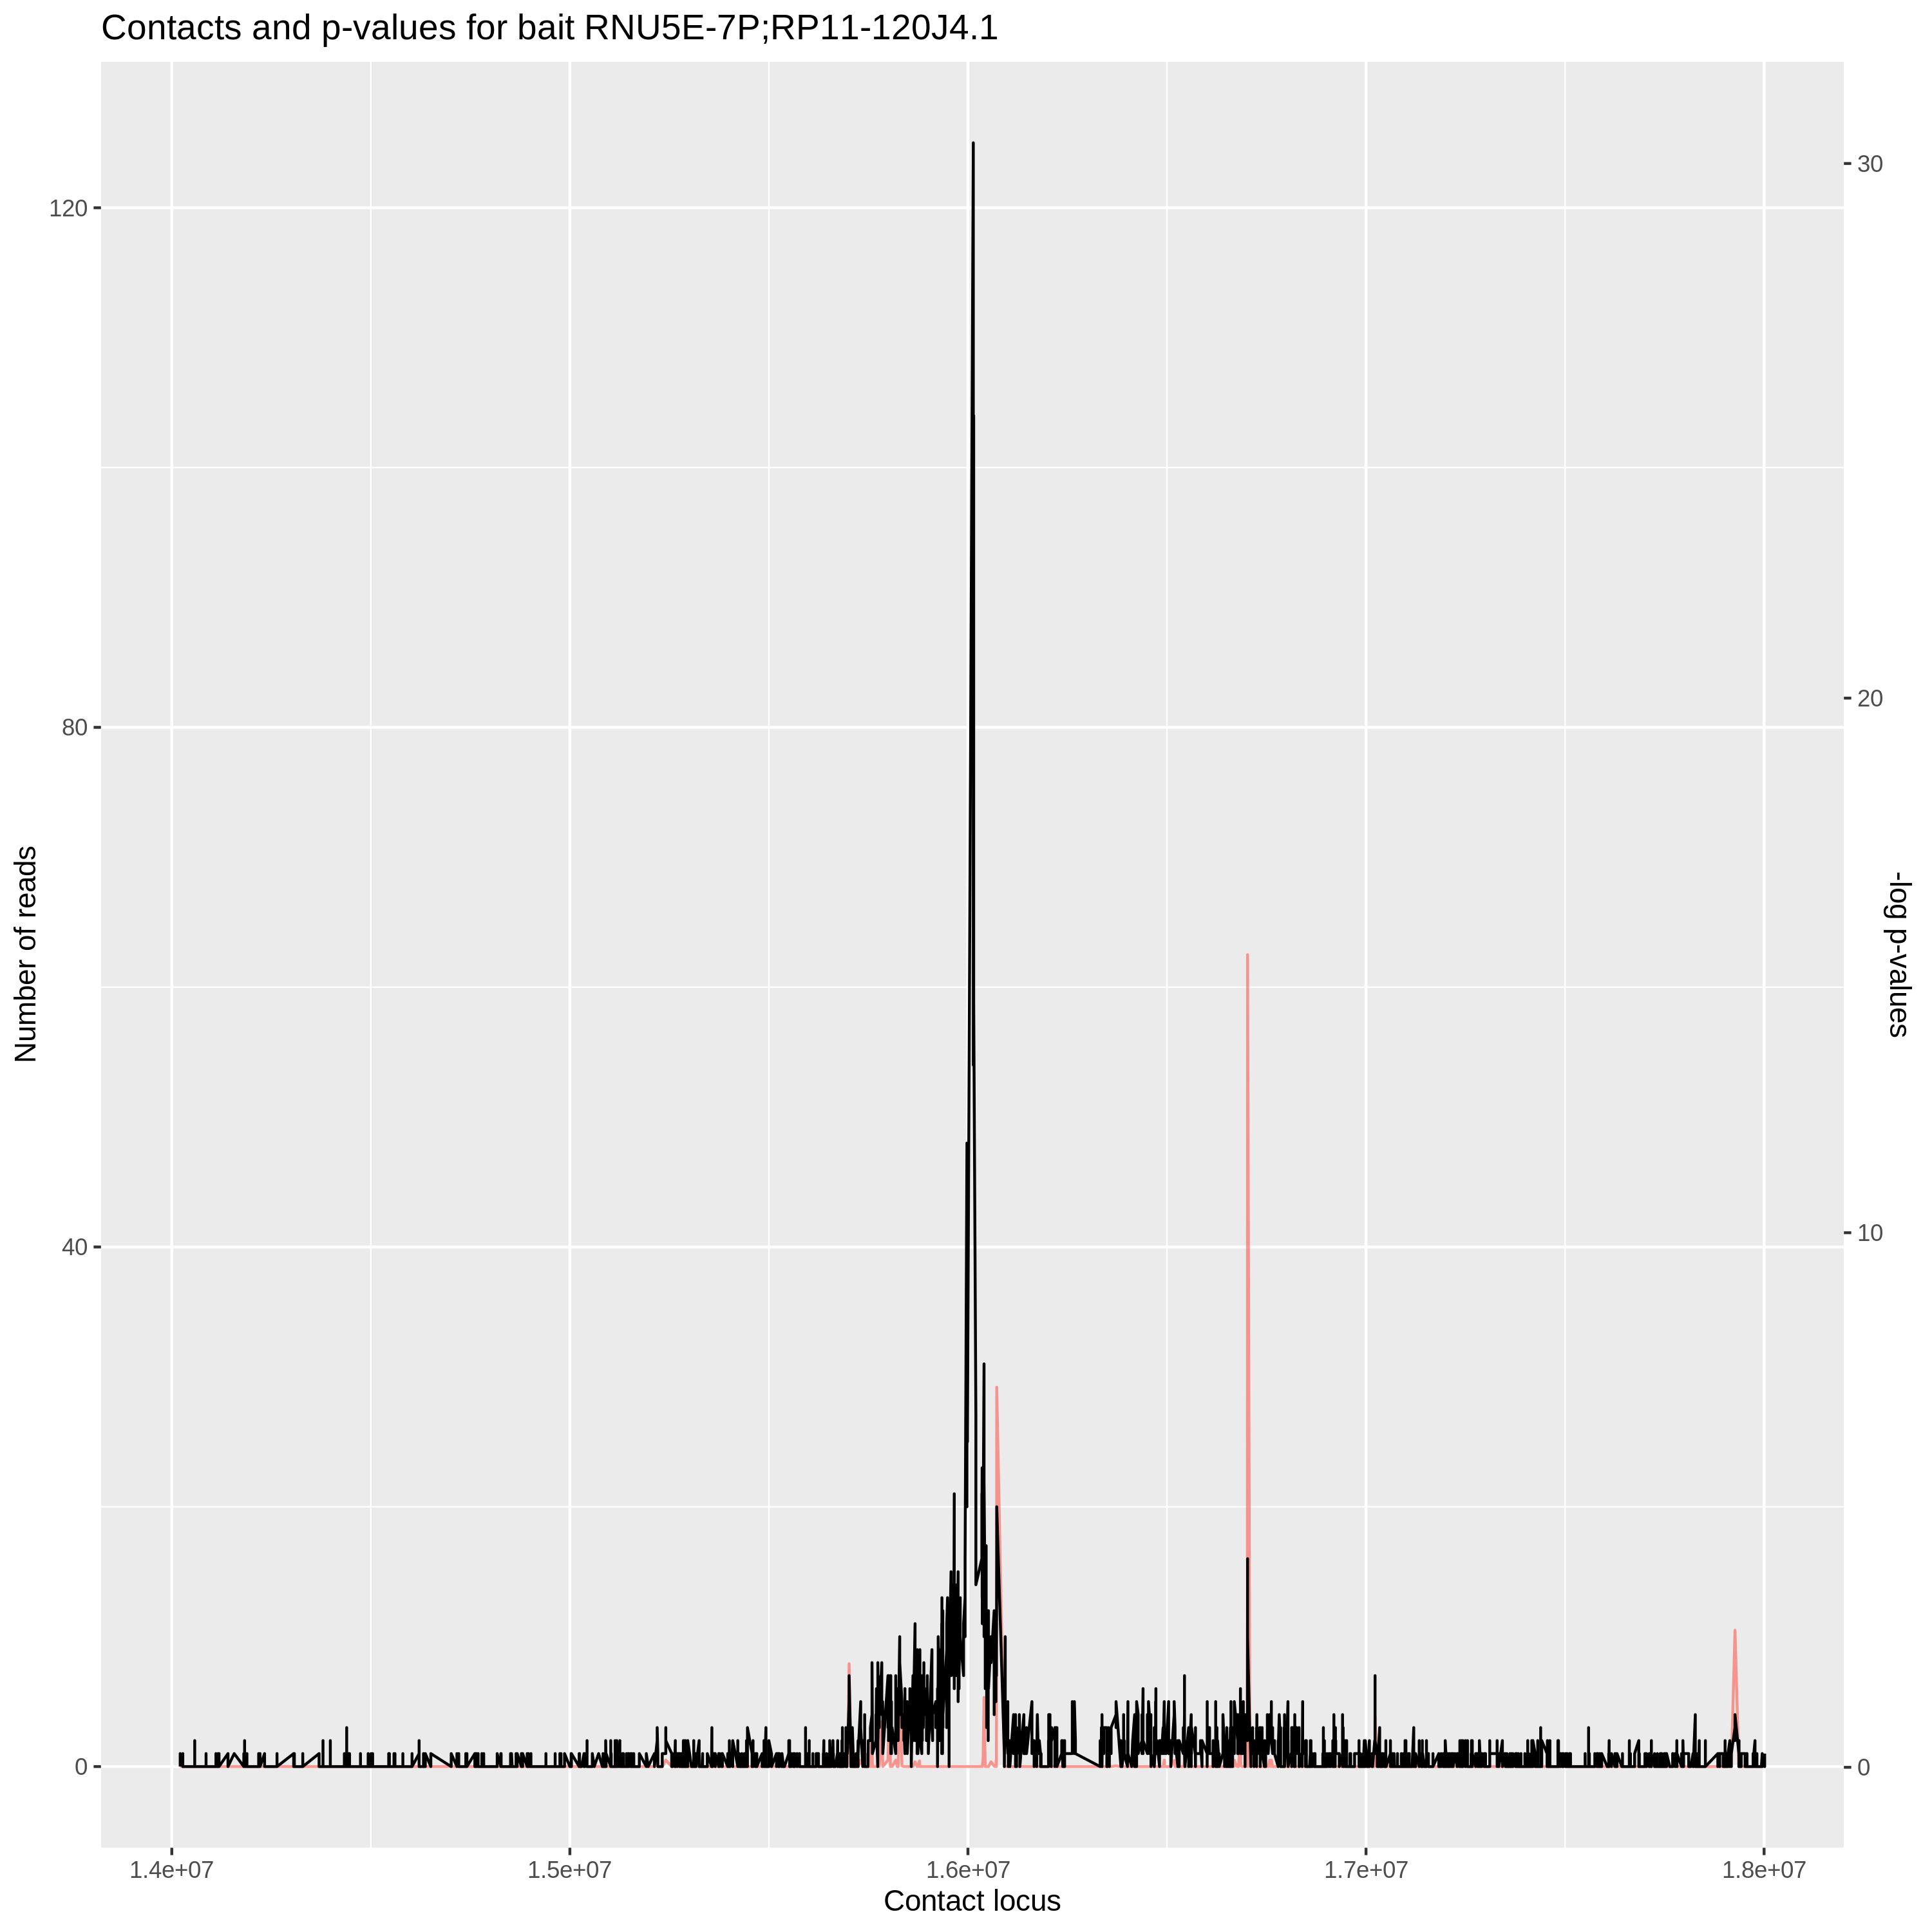 Contacts and p-values for bait RNU5E-7P;RP11-120J4.1
120
80
40
0
Number of reads
30
20
10
0
-log p-values
1.4e+07
1.5e+07
1.6e+07
1.7e+07
1.8e+07
Contact locus